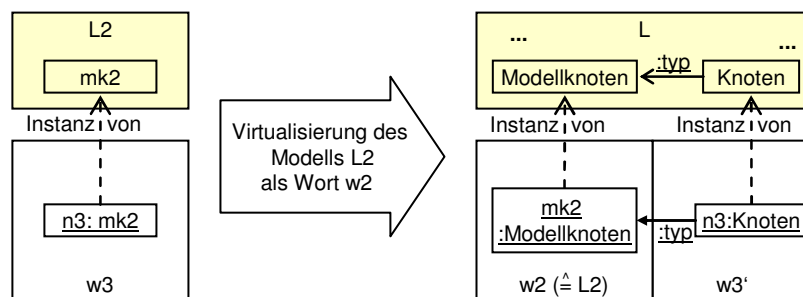 L2
mk2
Instanz von
n3: mk2
w3
Virtualisierung des
Modells L2
als Wort w2
... L ...
Modellknoten :typ Knoten
Instanz von Instanz von
mk2
:Modellknoten :typ n3:Knoten
w2 (≙ L2) w3‘